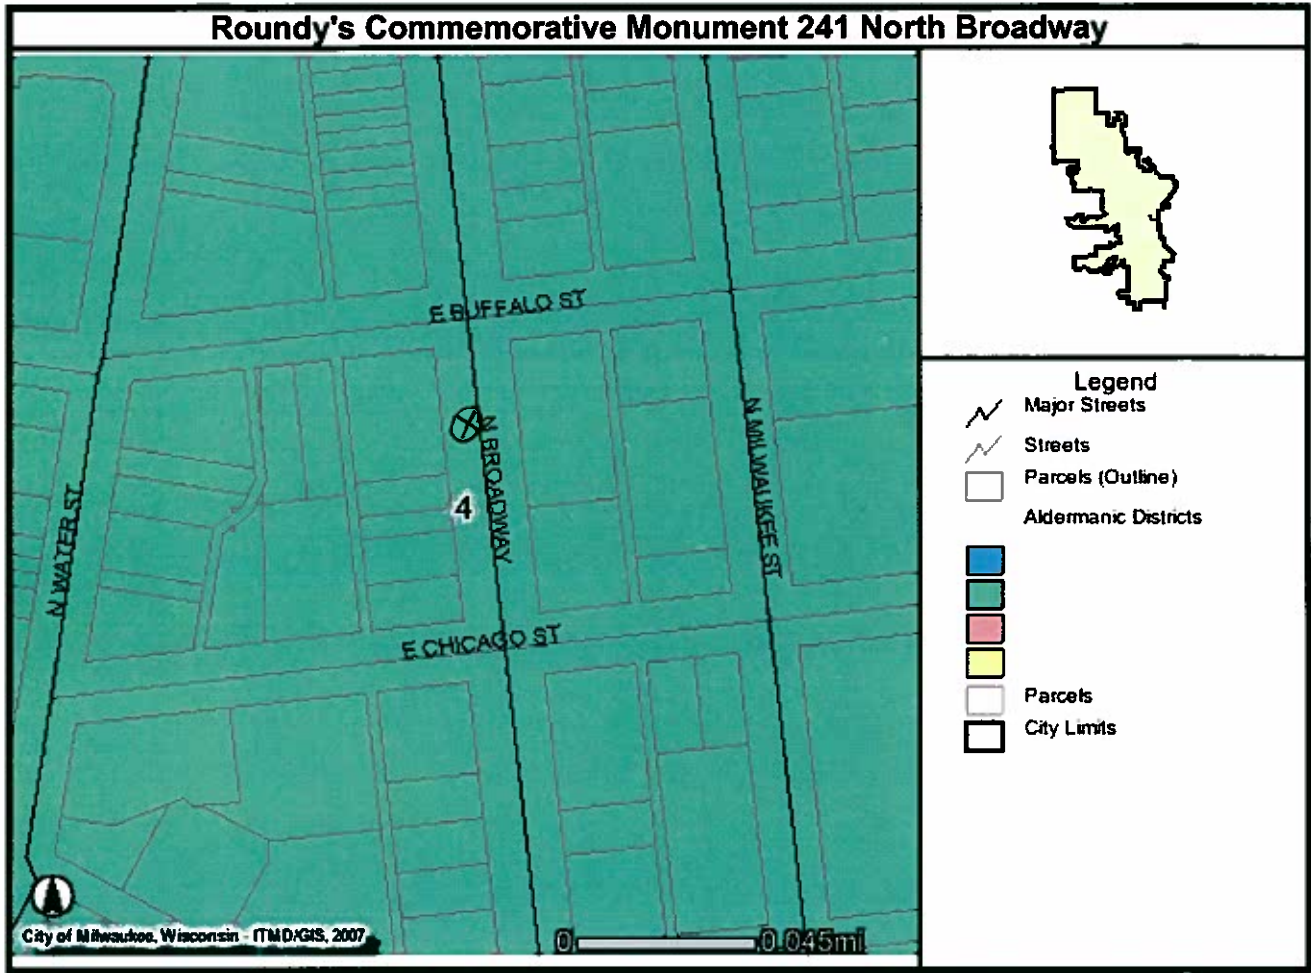 Roundy's Commemorative Monument 241 North Broadway
E BUFFALO ST
N BROADWAY
N MILWAUKEE ST
4
N WATER ST
E CHICAGO ST
City of Milwaukee, Wisconsin - ITMD/GIS, 2007
0 0.045mi
Legend
Major Streets
Streets
Parcels (Outline)
Aldermanic Districts
Parcels
City Limits